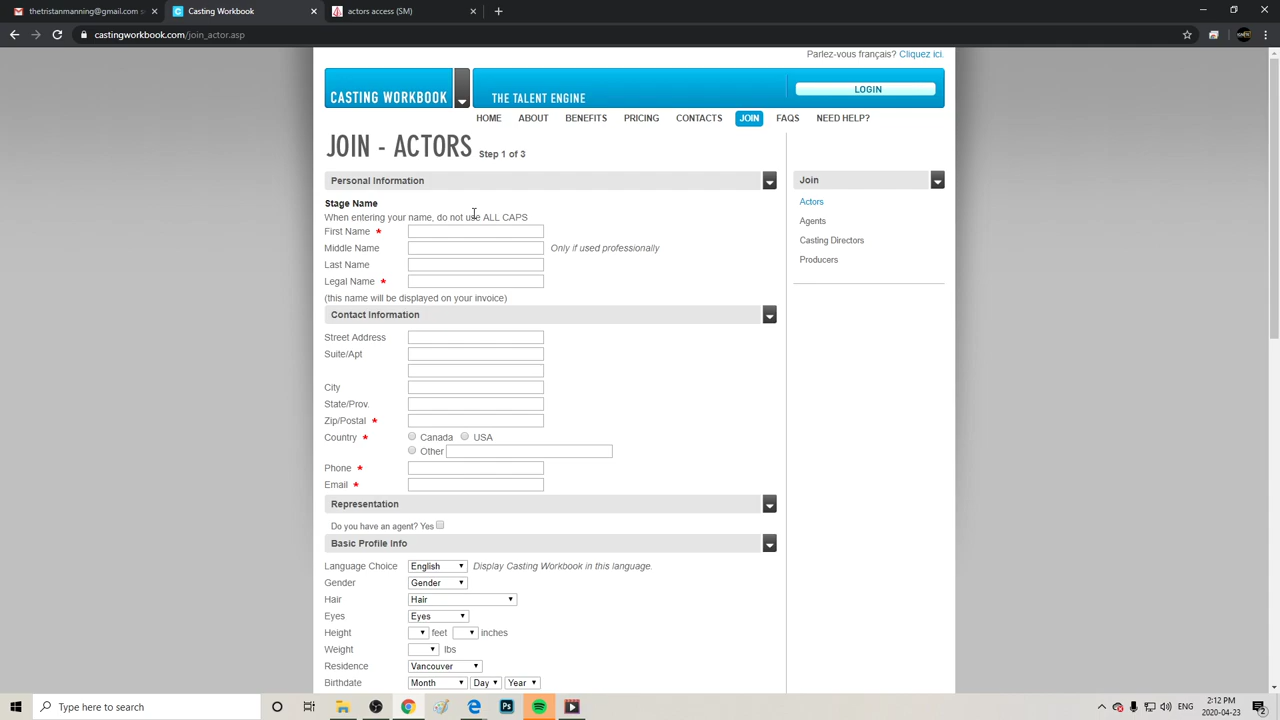 thetristanmanning@gmail.com
Casting Workbook
actors access (SM)
castingworkbook.com/join_actor.asp
Parlez-vous français? Cliquez ici.
CASTING WORKBOOK
THE TALENT ENGINE
LOGIN
HOME ABOUT BENEFITS PRICING CONTACTS JOIN FAQS NEED HELP?
JOIN - ACTORS Step 1 of 3
Personal Information
Stage Name
When entering your name, do not use ALL CAPS
First Name *
Middle Name Only if used professionally
Last Name
Legal Name *
(this name will be displayed on your invoice)
Contact Information
Street Address
Suite/Apt
City
State/Prov.
Zip/Postal *
Country * Canada USA
Other
Phone *
Email *
Representation
Do you have an agent? Yes
Basic Profile Info
Language Choice English Display Casting Workbook in this language.
Gender Gender
Hair Hair
Eyes Eyes
Height feet inches
Weight lbs
Residence Vancouver
Birthdate Month Day Year
Join
Actors
Agents
Casting Directors
Producers
Type here to search
ENG
2:12 PM
2020-04-23